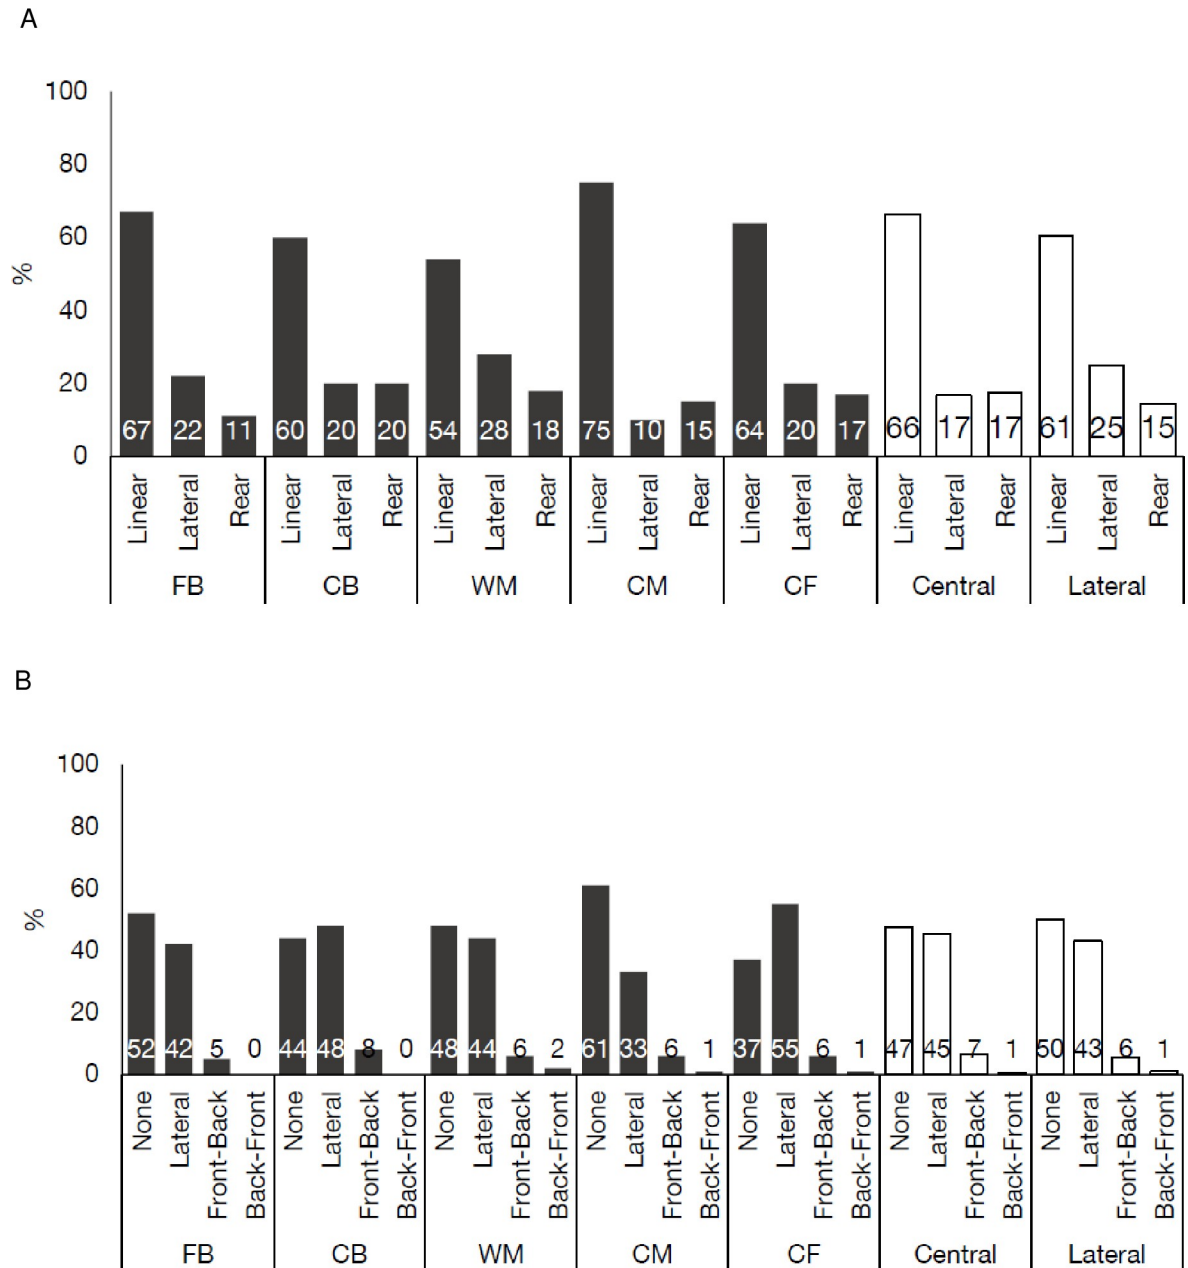 A
100
80
60
40
20
0
%
67 22 11 60 20 20 54 28 18 75 10 15 64 20 17 66 17 17 61 25 15
Linear Lateral Rear Linear Lateral Rear Linear Lateral Rear Linear Lateral Rear Linear Lateral Rear Linear Lateral Rear Linear Lateral Rear
FB CB WM CM CF Central Lateral
B
100
80
60
40
20
0
%
52 42 5 0 44 48 8 0 48 44 6 2 61 33 6 1 37 55 6 1 47 45 7 1 50 43 6 1
None Lateral Front-Back Back-Front None Lateral Front-Back Back-Front None Lateral Front-Back Back-Front None Lateral Front-Back Back-Front None Lateral Front-Back Back-Front None Lateral Front-Back Back-Front None Lateral Front-Back Back-Front
FB CB WM CM CF Central Lateral